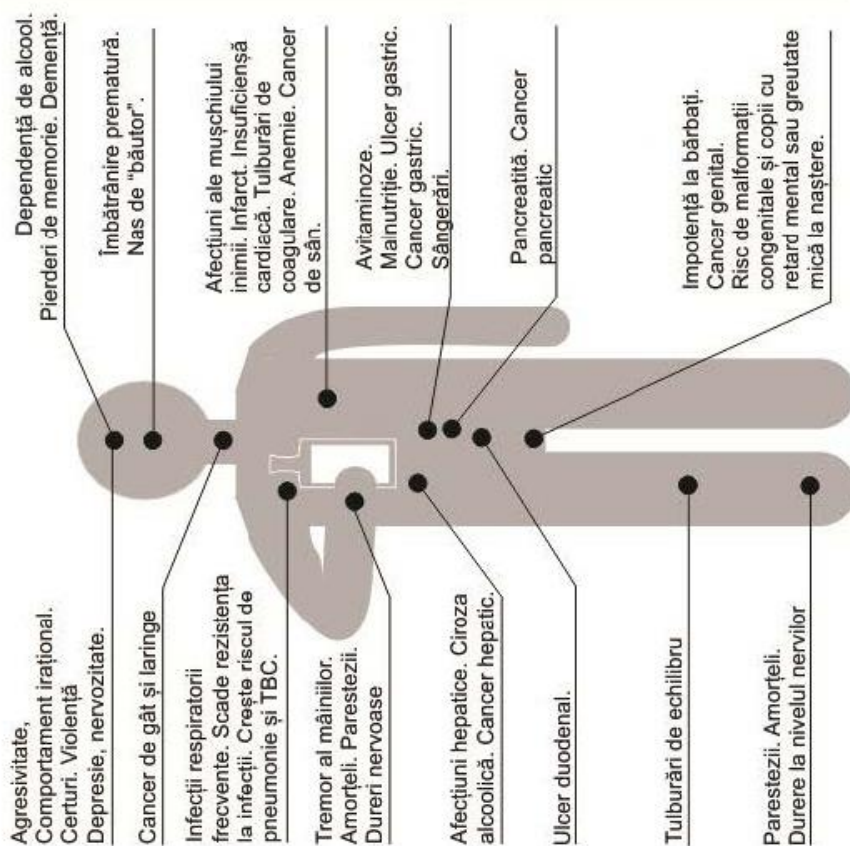 Agresivitate,
Comportament irațional.
Certuri. Violență
Depresie, nervozitate.
Cancer de gât și laringe
Infecții respiratorii
frecvente. Scade rezistența
la infecții. Crește riscul de
pneumonie și TBC.
Tremor al mâiniilor.
Amorțeli. Parestezii.
Dureri nervoase
Afecțiuni hepatice. Ciroza
alcoolică. Cancer hepatic.
Ulcer duodenal.
Tulburări de echilibru
Parestezii. Amorțeli.
Durere la nivelul nervilor
Dependență de alcool.
Pierderi de memorie. Demență.
Îmbătrânire prematură.
Nas de "băutor".
Afecțiuni ale mușchiului
inimii. Infarct. Insuficiensă
cardiacă. Tulburări de
coagulare. Anemie. Cancer
de sân.
Avitaminoze.
Malnutriție. Ulcer gastric.
Cancer gastric.
Sângerări.
Pancreatită. Cancer
pancreatic
Impolență la bărbați.
Cancer genital.
Risc de malformații
congenitale și copii cu
retard mental sau greutate
mică la naștere.